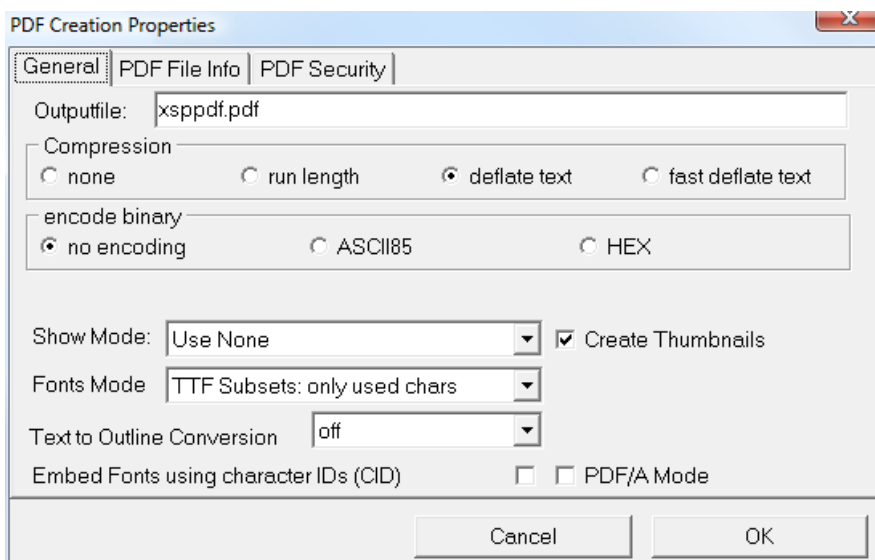 PDF Creation Properties
General PDF File Info PDF Security
Outputfile: xsppdf.pdf
Compression
none run length deflate text fast deflate text
encode binary
no encoding ASCII85 HEX
Show Mode: Use None Create Thumbnails
Fonts Mode TTF Subsets: only used chars
Text to Outline Conversion off
Embed Fonts using character IDs (CID) PDF/A Mode
Cancel OK